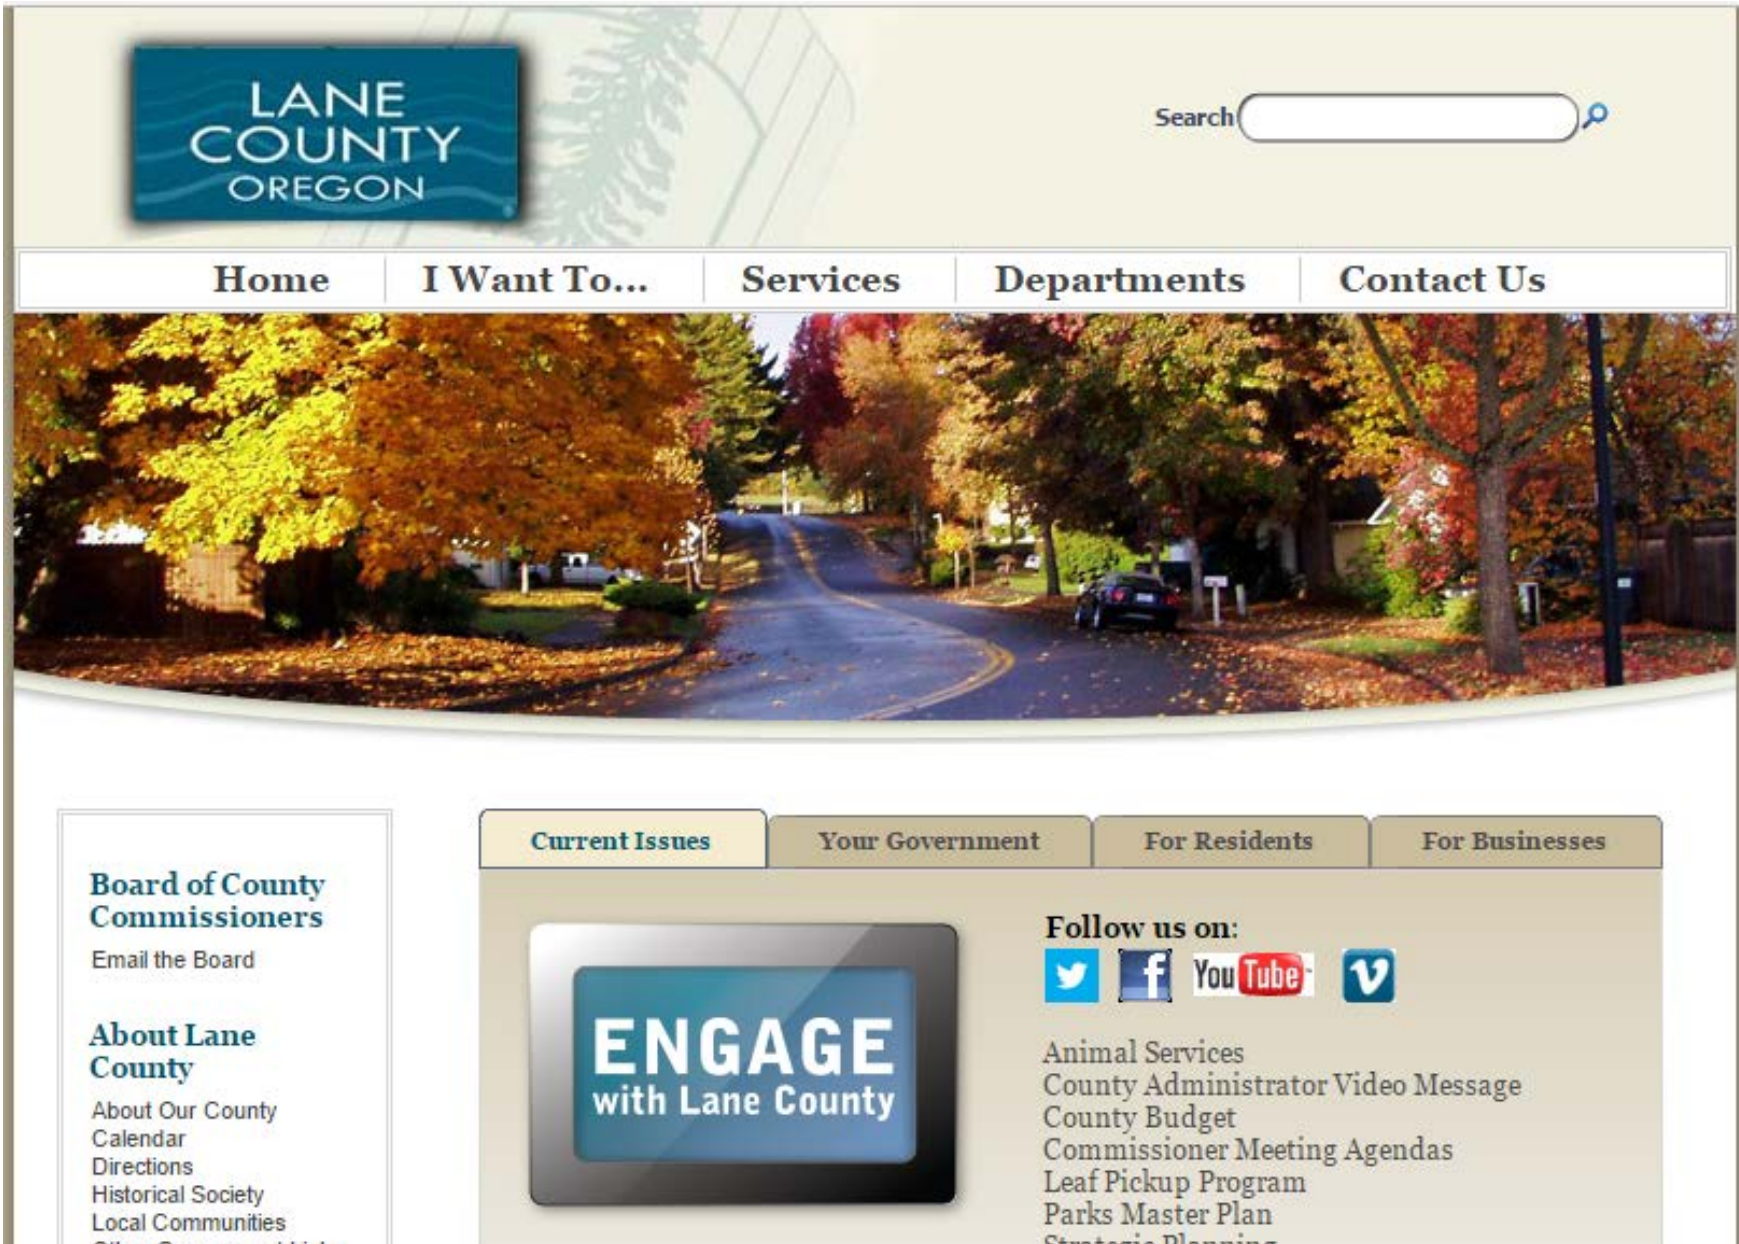 LANE
COUNTY
OREGON
Search
Home
I Want To...
Services
Departments
Contact Us
Board of County
Commissioners
Email the Board
About Lane
County
About Our County
Calendar
Directions
Historical Society
Local Communities
Current Issues
Your Government
For Residents
For Businesses
ENGAGE
with Lane County
Follow us on:
You Tube
Animal Services
County Administrator Video Message
County Budget
Commissioner Meeting Agendas
Leaf Pickup Program
Parks Master Plan
Strategic Planning